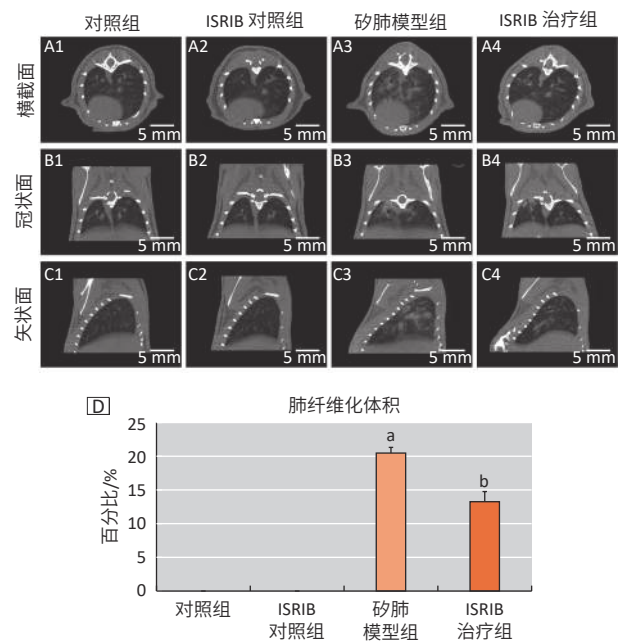 对照组 ISRIB 对照组 矽肺模型组 ISRIB 治疗组
横截面
A1 A2 A3 A4
5 mm 5 mm 5 mm 5 mm
冠状面
B1 B2 B3 B4
5 mm 5 mm 5 mm 5 mm
矢状面
C1 C2 C3 C4
5 mm 5 mm 5 mm 5 mm
D 肺纤维化体积
百分比/%
25
20
15
10
5
0
a
b
对照组 ISRIB 矽肺 ISRIB
对照组 模型组 治疗组